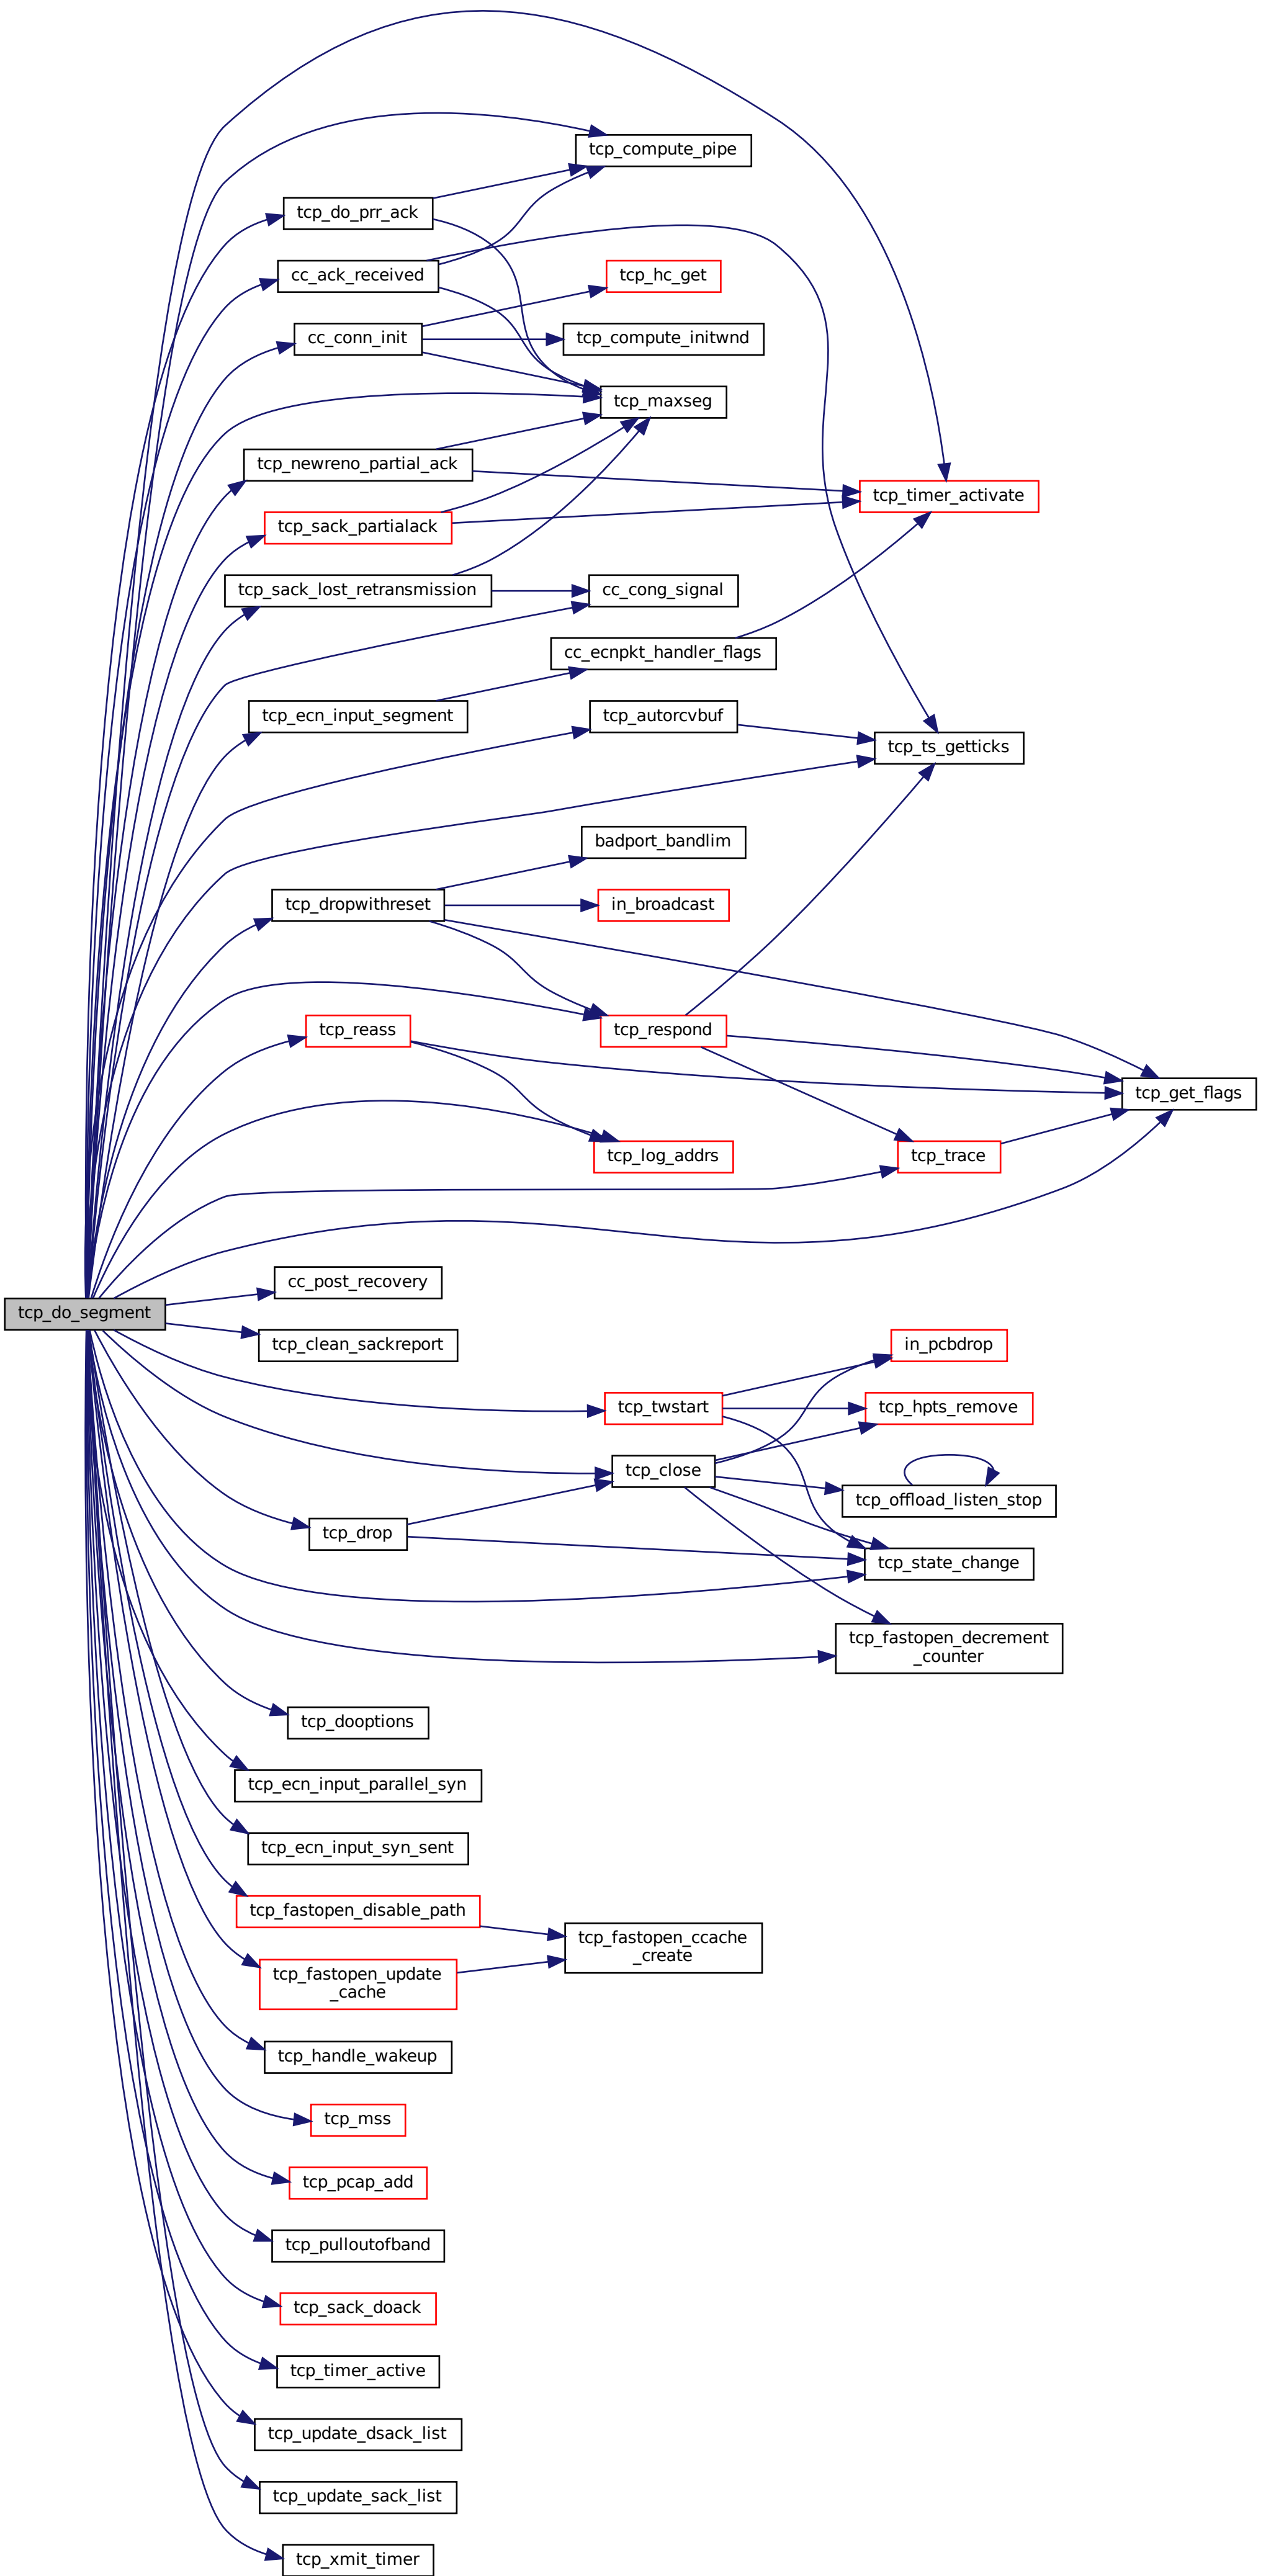 tcp_compute_pipe
tcp_do_prr_ack
cc_ack_received
tcp_hc_get
cc_conn_init
tcp_compute_initwnd
tcp_maxseg
tcp_newreno_partial_ack
tcp_timer_activate
tcp_sack_partialack
tcp_sack_lost_retransmission
cc_cong_signal
cc_ecnpkt_handler_flags
tcp_ecn_input_segment
tcp_autorcvbuf
tcp_ts_getticks
badport_bandlim
tcp_dropwithreset
in_broadcast
tcp_reass
tcp_respond
tcp_get_flags
tcp_log_addrs
tcp_trace
cc_post_recovery
tcp_do_segment
tcp_clean_sackreport
in_pcbdrop
tcp_twstart
tcp_hpts_remove
tcp_close
tcp_offload_listen_stop
tcp_drop
tcp_state_change
tcp_fastopen_decrement
_counter
tcp_dooptions
tcp_ecn_input_parallel_syn
tcp_ecn_input_syn_sent
tcp_fastopen_disable_path
tcp_fastopen_ccache
_create
tcp_fastopen_update
_cache
tcp_handle_wakeup
tcp_mss
tcp_pcap_add
tcp_pulloutofband
tcp_sack_doack
tcp_timer_active
tcp_update_dsack_list
tcp_update_sack_list
tcp_xmit_timer